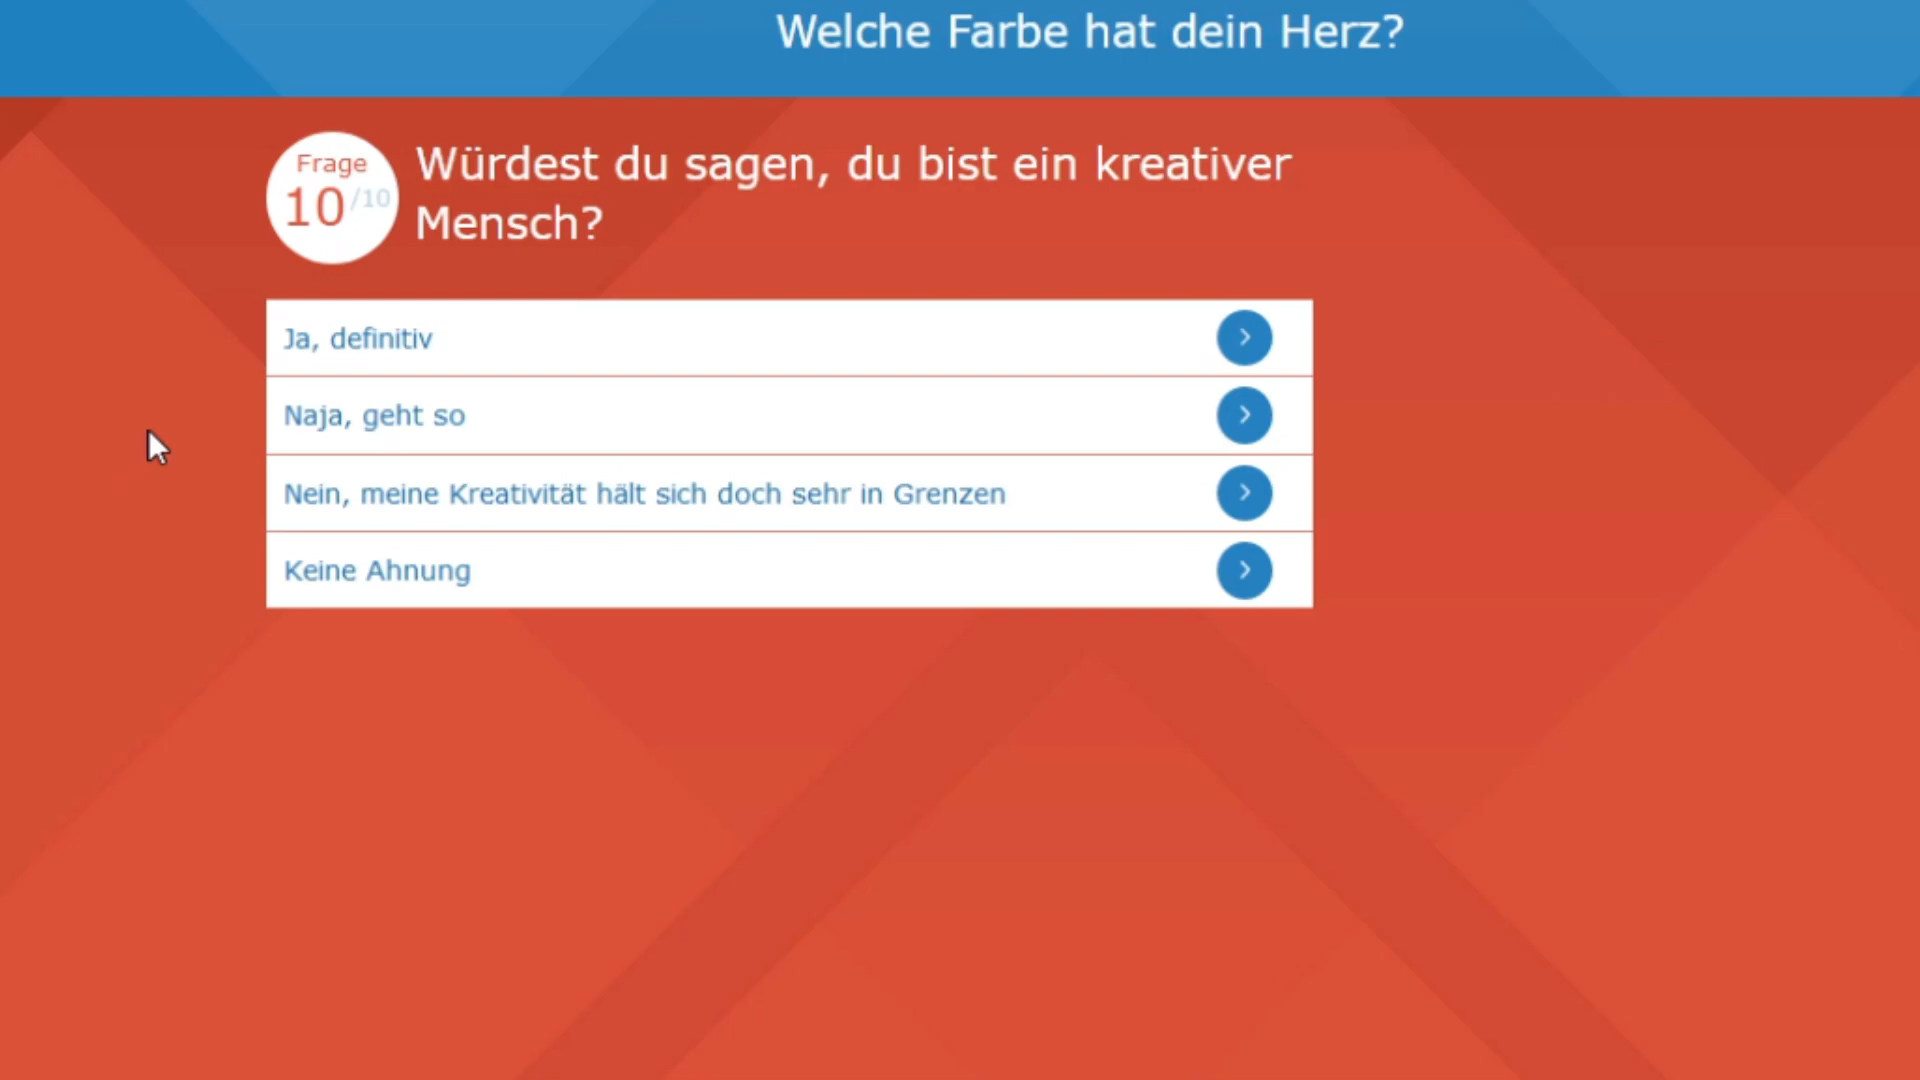 Welche Farbe hat dein Herz?
Frage
10/10
Würdest du sagen, du bist ein kreativer
Mensch?
Ja, definitiv
Naja, geht so
Nein, meine Kreativität hält sich doch sehr in Grenzen
Keine Ahnung